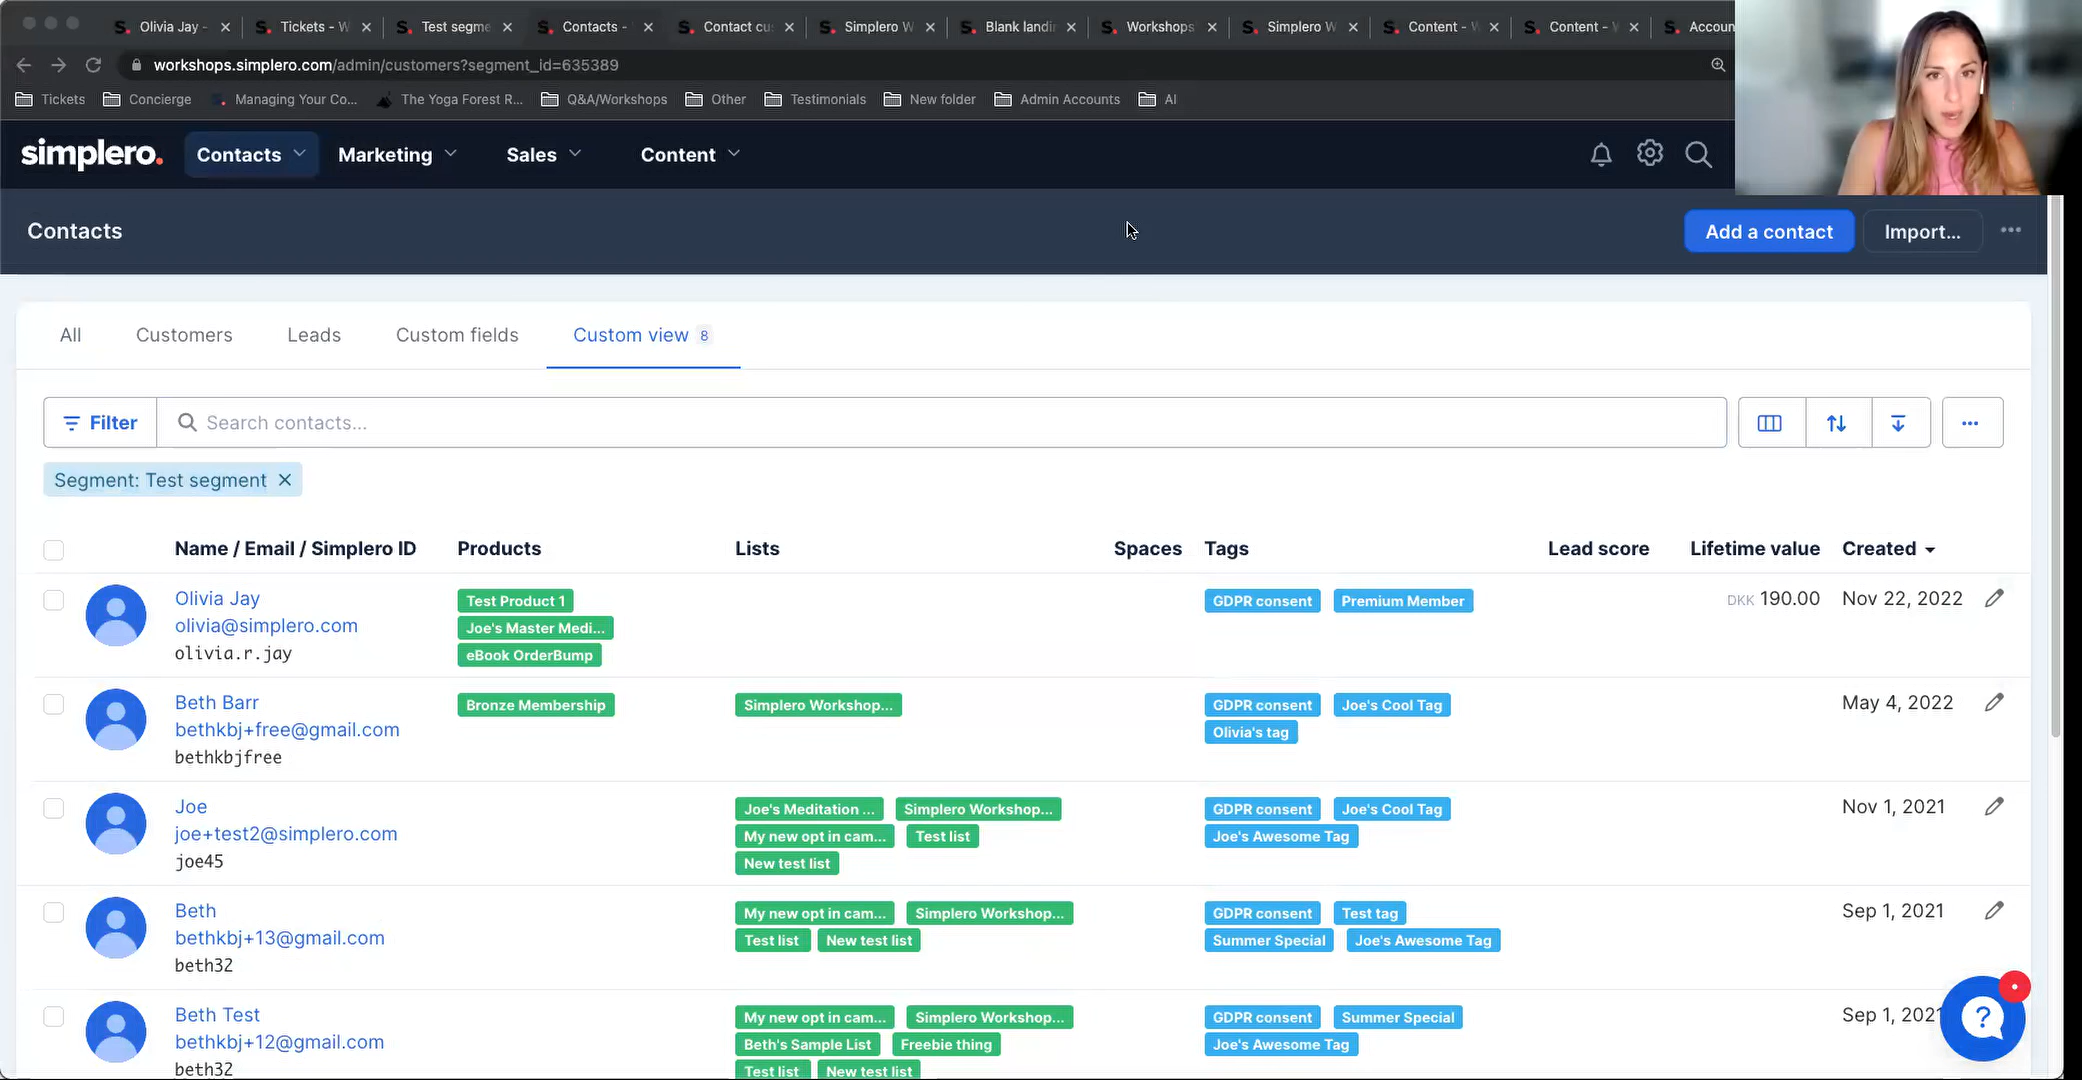 Olivia Jay -
Tickets - W
Test segme
Contacts -
Contact cu
Simplero W
Blank landi
Workshops
Simplero W
Content - W
Content - W
Accoun
workshops.simplero.com/admin/customers?segment_id=635389
Tickets
Concierge
Managing Your Co...
The Yoga Forest R...
Q&A/Workshops
Other
Testimonials
New folder
Admin Accounts
AI
simplero.
Contacts
Marketing
Sales
Content
Contacts
Add a contact
Import...
All
Customers
Leads
Custom fields
Custom view 8
Filter
Search contacts...
Segment: Test segment
Name / Email / Simplero ID
Products
Lists
Spaces
Tags
Lead score
Lifetime value
Created
Olivia Jay
olivia@simplero.com
olivia.r.jay
Test Product 1
Joe's Master Medi...
eBook OrderBump
GDPR consent
Premium Member
DKK 190.00
Nov 22, 2022
Beth Barr
bethkbj+free@gmail.com
bethkbjfree
Bronze Membership
Simplero Workshop...
GDPR consent
Joe's Cool Tag
Olivia's tag
May 4, 2022
Joe
joe+test2@simplero.com
joe45
Joe's Meditation ...
Simplero Workshop...
My new opt in cam...
Test list
New test list
GDPR consent
Joe's Cool Tag
Joe's Awesome Tag
Nov 1, 2021
Beth
bethkbj+13@gmail.com
beth32
My new opt in cam...
Simplero Workshop...
Test list
New test list
GDPR consent
Test tag
Summer Special
Joe's Awesome Tag
Sep 1, 2021
Beth Test
bethkbj+12@gmail.com
beth32
My new opt in cam...
Simplero Workshop...
Beth's Sample List
Freebie thing
Test list
New test list
GDPR consent
Summer Special
Joe's Awesome Tag
Sep 1, 2021